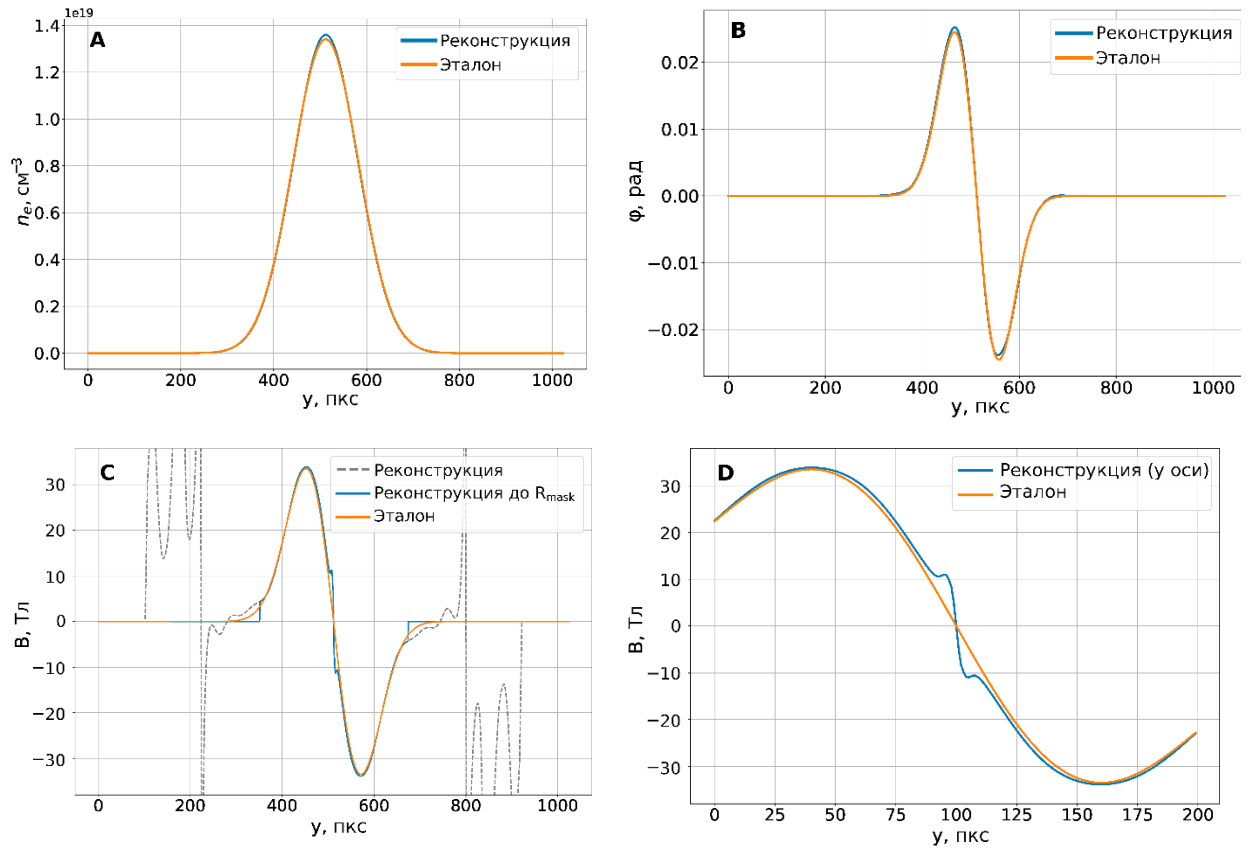 1e19
A
Реконструкция
Эталон
1.4
1.2
1.0
0.8
0.6
0.4
0.2
0.0
nₑ, см⁻³
0 200 400 600 800 1000
y, пкс
B
Реконструкция
Эталон
0.02
0.01
0.00
−0.01
−0.02
φ, рад
0 200 400 600 800 1000
y, пкс
C
Реконструкция
Реконструкция до Rmask
Эталон
30
20
10
0
−10
−20
−30
B, Тл
0 200 400 600 800 1000
y, пкс
D
Реконструкция (у оси)
Эталон
30
20
10
0
−10
−20
−30
B, Тл
0 25 50 75 100 125 150 175 200
y, пкс